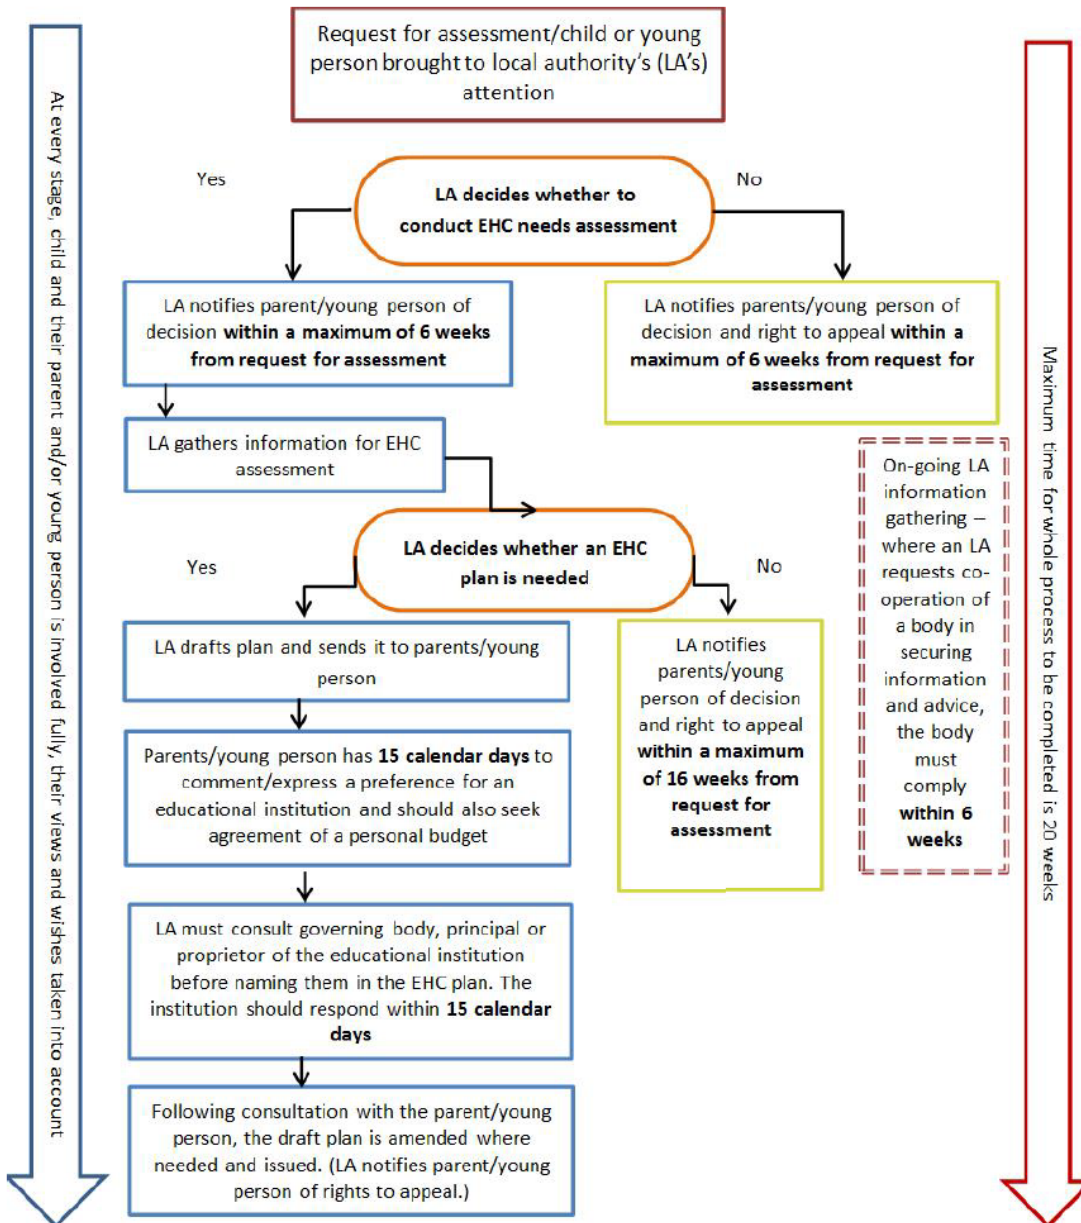 Request for assessment/child or young
person brought to local authority's (LA's)
attention
At every stage, child and their parent and/or young person is involved fully, their views and wishes taken into account
Maximum time for whole process to be completed is 20 weeks
Yes
LA decides whether to
conduct EHC needs assessment
No
LA notifies parent/young person of
decision within a maximum of 6 weeks
from request for assessment
LA notifies parents/young person of
decision and right to appeal within a
maximum of 6 weeks from request for
assessment
LA gathers information for EHC
assessment
On-going LA
information
gathering –
where an LA
requests co-
operation of
a body in
securing
information
and advice,
the body
must
comply
within 6
weeks
LA decides whether an EHC
plan is needed
Yes
No
LA drafts plan and sends it to parents/young
person
LA notifies
parents/young
person of decision
and right to appeal
within a maximum
of 16 weeks from
request for
assessment
Parents/young person has 15 calendar days to
comment/express a preference for an
educational institution and should also seek
agreement of a personal budget
LA must consult governing body, principal or
proprietor of the educational institution
before naming them in the EHC plan. The
institution should respond within 15 calendar
days
Following consultation with the parent/young
person, the draft plan is amended where
needed and issued. (LA notifies parent/young
person of rights to appeal.)